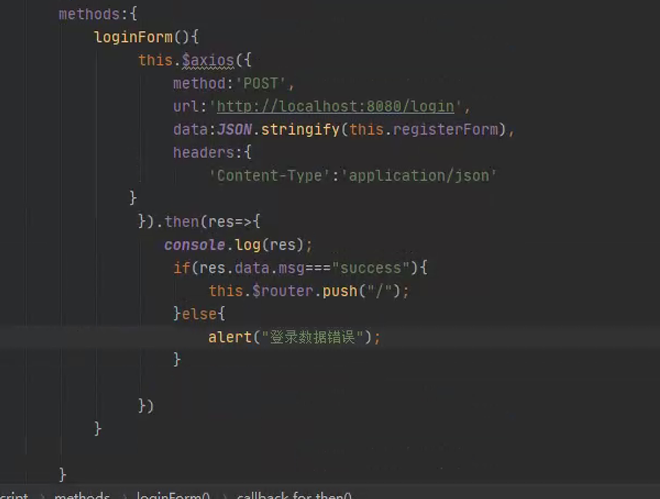 methods:{
loginForm(){
this.$axios({
method:'POST',
url:'http://localhost:8080/login',
data:JSON.stringify(this.registerForm),
headers:{
'Content-Type':'application/json'
}
}).then(res=>{
console.log(res);
if(res.data.msg==="success"){
this.$router.push("/");
}else{
alert("登录数据错误");
}
})
}
}
cript > methods > loginForm() > callback for then()